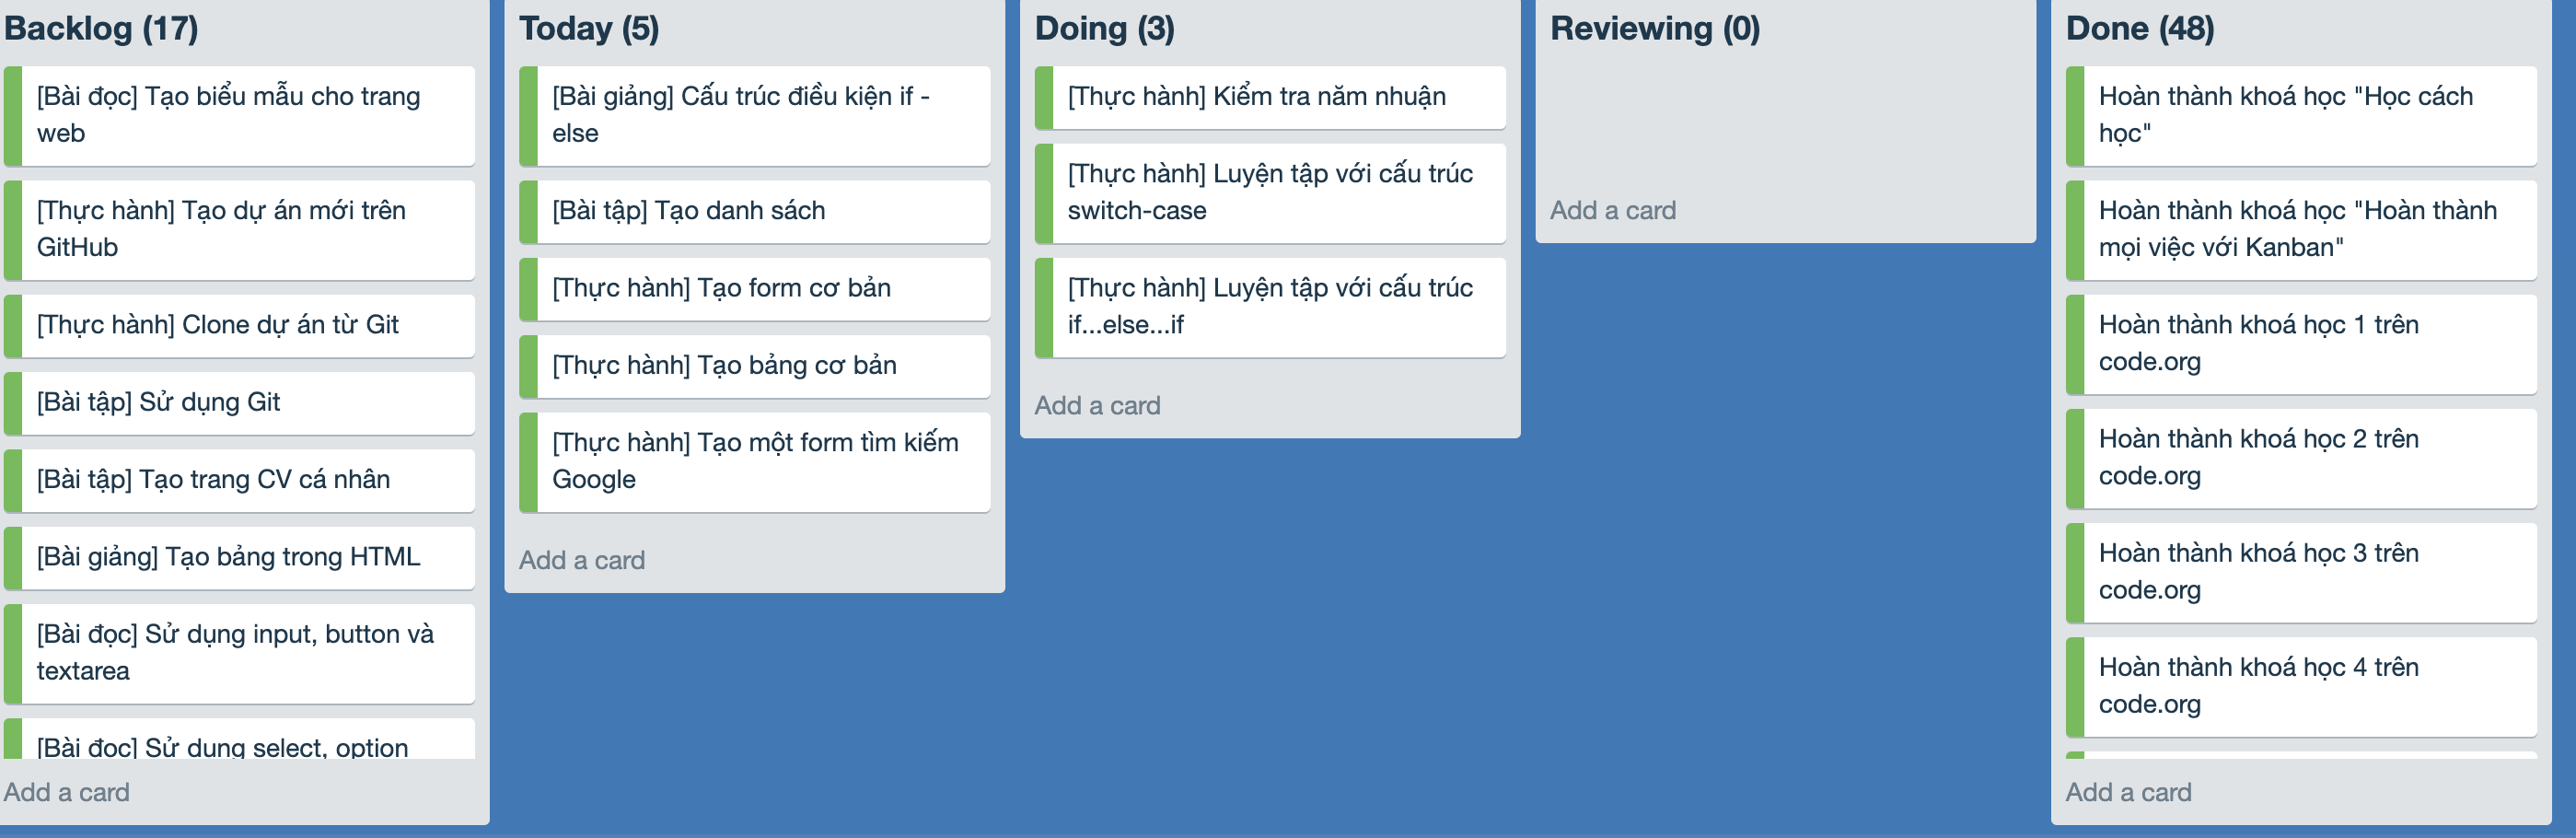 Backlog (17)
[Bài đọc] Tạo biểu mẫu cho trang
web
[Thực hành] Tạo dự án mới trên
GitHub
[Thực hành] Clone dự án từ Git
[Bài tập] Sử dụng Git
[Bài tập] Tạo trang CV cá nhân
[Bài giảng] Tạo bảng trong HTML
[Bài đọc] Sử dụng input, button và
textarea
[Bài đọc] Sử dụng select, option
Add a card
Today (5)
[Bài giảng] Cấu trúc điều kiện if -
else
[Bài tập] Tạo danh sách
[Thực hành] Tạo form cơ bản
[Thực hành] Tạo bảng cơ bản
[Thực hành] Tạo một form tìm kiếm
Google
Add a card
Doing (3)
[Thực hành] Kiểm tra năm nhuận
[Thực hành] Luyện tập với cấu trúc
switch-case
[Thực hành] Luyện tập với cấu trúc
if...else...if
Add a card
Reviewing (0)
Add a card
Done (48)
Hoàn thành khoá học "Học cách
học"
Hoàn thành khoá học "Hoàn thành
mọi việc với Kanban"
Hoàn thành khoá học 1 trên
code.org
Hoàn thành khoá học 2 trên
code.org
Hoàn thành khoá học 3 trên
code.org
Hoàn thành khoá học 4 trên
code.org
Add a card